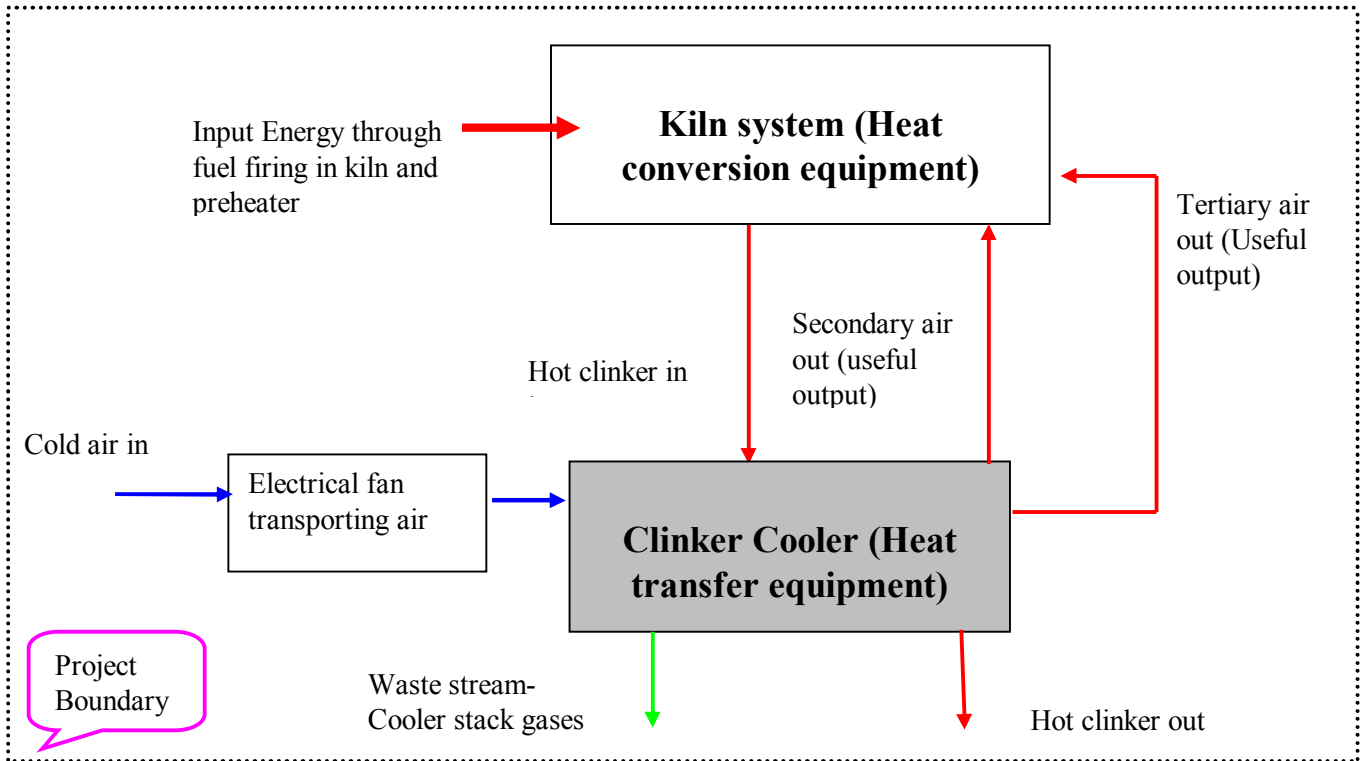 Kiln system (Heat
conversion equipment)
Input Energy through
fuel firing in kiln and
preheater
Tertiary air
out (Useful
output)
Secondary air
out (useful
output)
Hot clinker in
Cold air in
Electrical fan
transporting air
Clinker Cooler (Heat
transfer equipment)
Project
Boundary
Waste stream-
Cooler stack gases
Hot clinker out